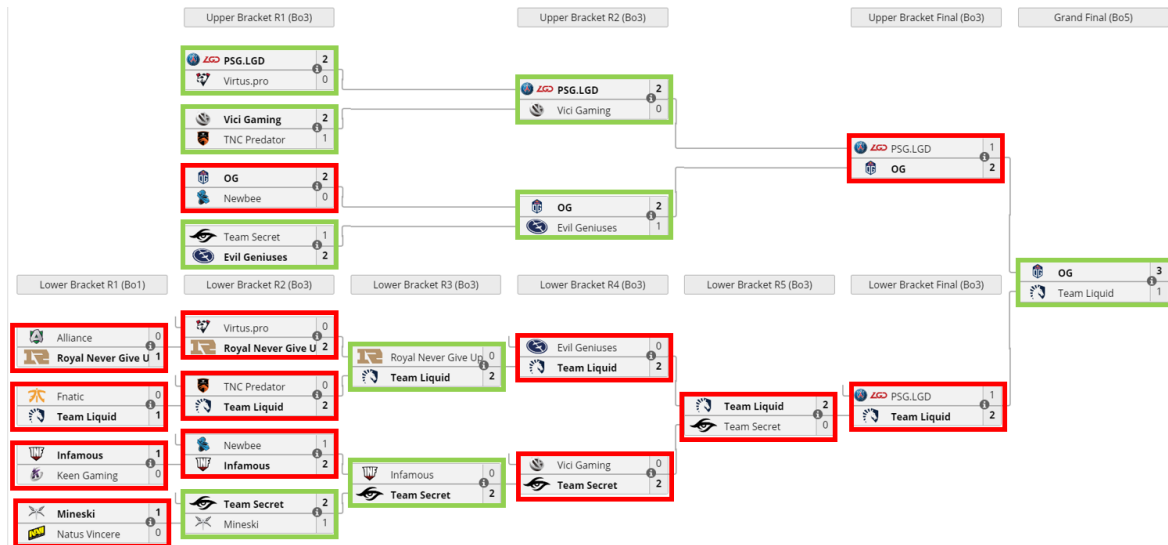 Upper Bracket R1 (Bo3)
Upper Bracket R2 (Bo3)
Upper Bracket Final (Bo3)
Grand Final (Bo5)
LGD PSG.LGD 2
Virtus.pro 0
Vici Gaming 2
TNC Predator 1
OG 2
Newbee 0
Team Secret 1
Evil Geniuses 2
LGD PSG.LGD 2
Vici Gaming 0
OG 2
Evil Geniuses 1
LGD PSG.LGD 1
OG 2
OG 3
Team Liquid 1
Lower Bracket R1 (Bo1)
Lower Bracket R2 (Bo3)
Lower Bracket R3 (Bo3)
Lower Bracket R4 (Bo3)
Lower Bracket R5 (Bo3)
Lower Bracket Final (Bo3)
Alliance 0
Royal Never Give U 1
Fnatic 0
Team Liquid 1
Infamous 1
Keen Gaming 0
Mineski 1
Natus Vincere 0
Virtus.pro 0
Royal Never Give U 2
TNC Predator 0
Team Liquid 2
Newbee 1
Infamous 2
Team Secret 2
Mineski 1
Royal Never Give Up 0
Team Liquid 2
Infamous 0
Team Secret 2
Evil Geniuses 0
Team Liquid 2
Vici Gaming 0
Team Secret 2
Team Liquid 2
Team Secret 0
LGD PSG.LGD 1
Team Liquid 2